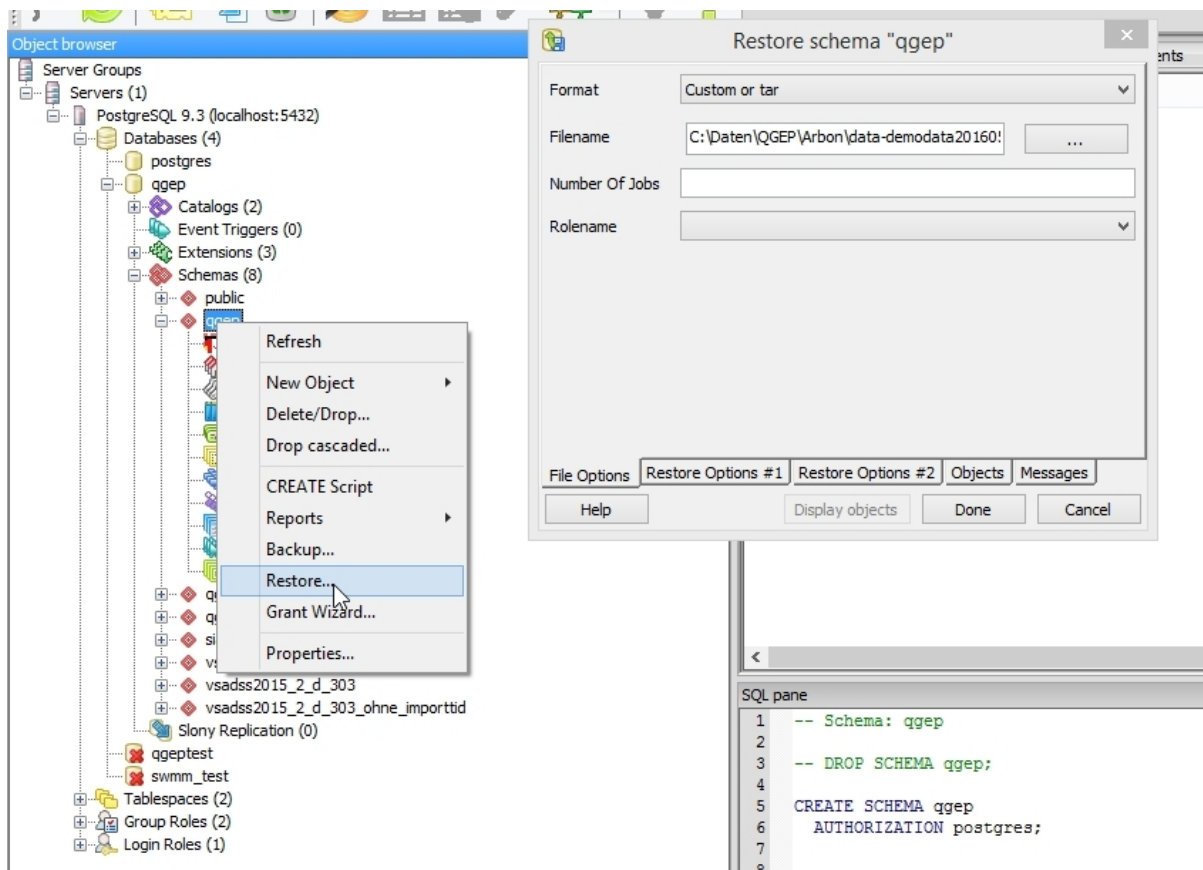 Object browser
Server Groups
Servers (1)
PostgreSQL 9.3 (localhost:5432)
Databases (4)
postgres
qgep
Catalogs (2)
Event Triggers (0)
Extensions (3)
Schemas (8)
public
qgep
Refresh
New Object
Delete/Drop...
Drop cascaded...
CREATE Script
Reports
Backup...
Restore...
Grant Wizard...
Properties...
vsadss2015_2_d_303
vsadss2015_2_d_303_ohne_importtid
Slony Replication (0)
qgeptest
swmm_test
Tablespaces (2)
Group Roles (2)
Login Roles (1)
Restore schema "qgep"
Format
Custom or tar
Filename
C:\Daten\QGEP\Arbon\data-demodata201605
...
Number Of Jobs
Rolename
File Options Restore Options #1 Restore Options #2 Objects Messages
Help Display objects Done Cancel
SQL pane
1 -- Schema: qgep
2
3 -- DROP SCHEMA qgep;
4
5 CREATE SCHEMA qgep
6 AUTHORIZATION postgres;
7
8